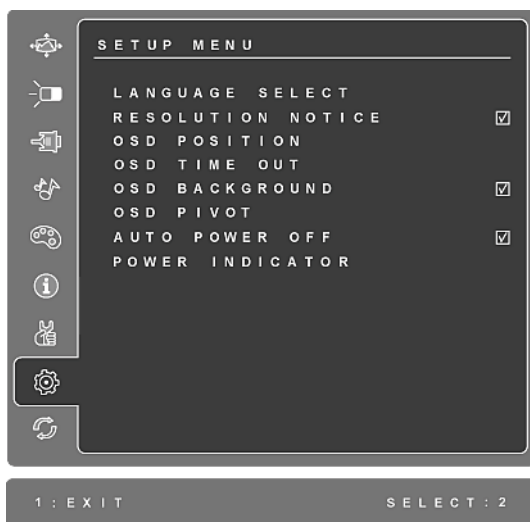 SETUP MENU
LANGUAGE SELECT
RESOLUTION NOTICE
OSD POSITION
OSD TIME OUT
OSD BACKGROUND
OSD PIVOT
AUTO POWER OFF
POWER INDICATOR
1:EXIT SELECT:2